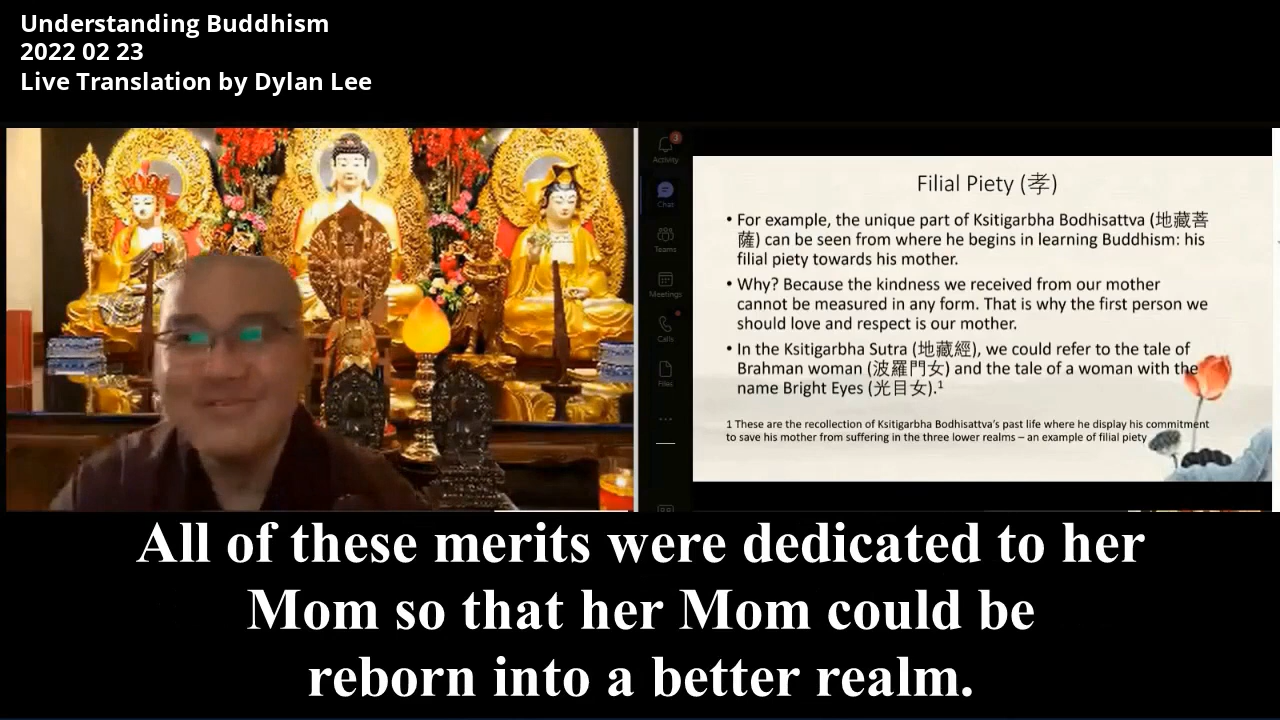 Understanding Buddhism
2022 02 23
Live Translation by Dylan Lee
3
Activity
Chat
Teams
Meetings
Calls
Files
Filial Piety (孝)
• For example, the unique part of Ksitigarbha Bodhisattva (地藏菩
薩) can be seen from where he begins in learning Buddhism: his
filial piety towards his mother.
• Why? Because the kindness we received from our mother
cannot be measured in any form. That is why the first person we
should love and respect is our mother.
• In the Ksitigarbha Sutra (地藏經), we could refer to the tale of
Brahman woman (波羅門女) and the tale of a woman with the
name Bright Eyes (光目女).¹
1 These are the recollection of Ksitigarbha Bodhisattva's past life where he display his commitment
to save his mother from suffering in the three lower realms – an example of filial piety
All of these merits were dedicated to her
Mom so that her Mom could be
reborn into a better realm.